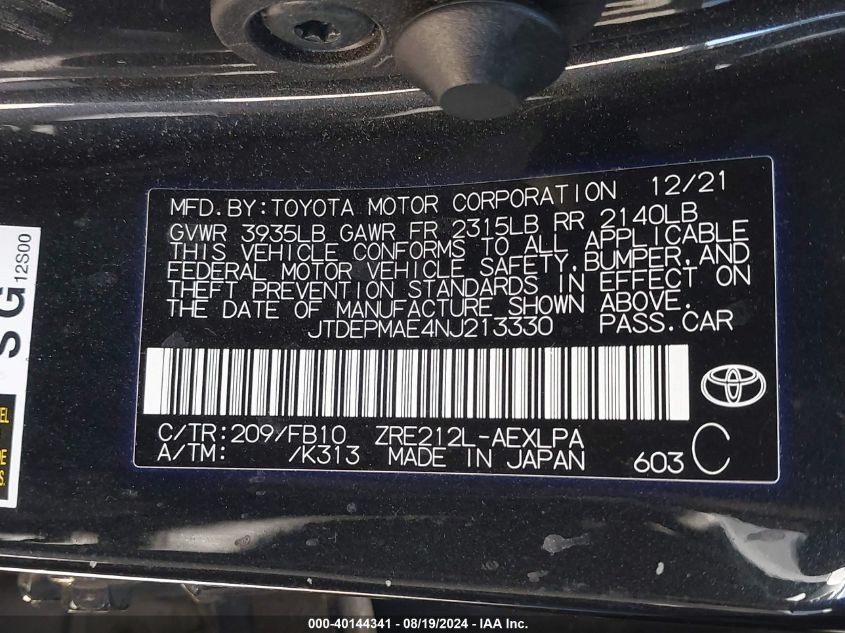 MFD.BY:TOYOTA MOTOR CORPORATION 12/21
GVWR 3935LB GAWR FR 2315LB RR 2140LB
THIS VEHICLE CONFORMS TO ALL APPLICABLE
FEDERAL MOTOR VEHICLE SAFETY,BUMPER,AND
THEFT PREVENTION STANDARDS IN EFFECT ON
THE DATE OF MANUFACTURE SHOWN ABOVE.
JTDEPMAE4NJ213330 PASS.CAR
C/TR:209/FB10 ZRE212L-AEXLPA
A/TM: /K313 MADE IN JAPAN 603 C
SG
12S00
000-40144341 / 08/19/2024 - IAA Inc.